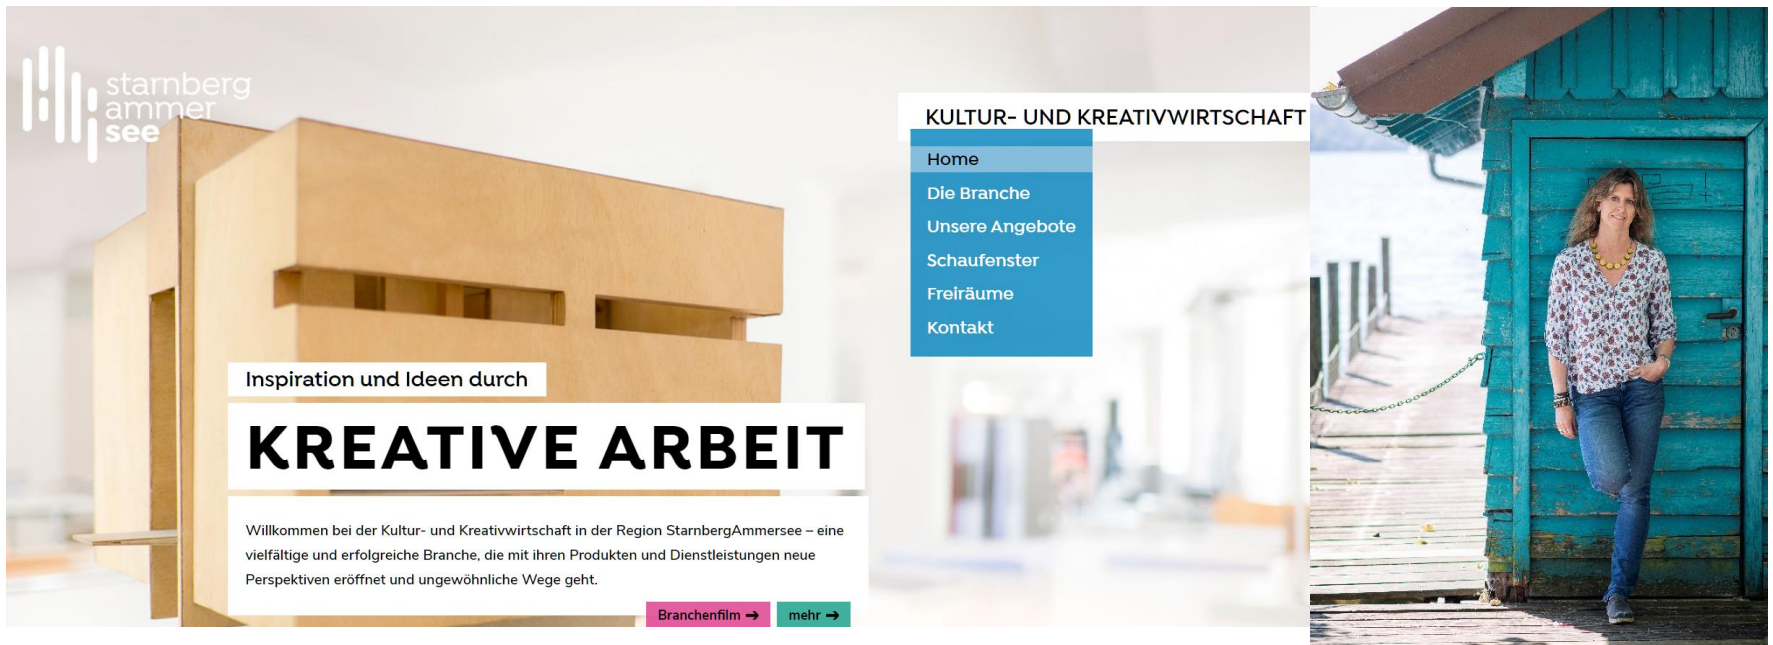 starnberg
ammer
see
KULTUR- UND KREATIVWIRTSCHAFT
Home
Die Branche
Unsere Angebote
Schaufenster
Freiräume
Kontakt
Inspiration und Ideen durch
KREATIVE ARBEIT
Willkommen bei der Kultur- und Kreativwirtschaft in der Region StarnbergAmmersee – eine
vielfältige und erfolgreiche Branche, die mit ihren Produkten und Dienstleistungen neue
Perspektiven eröffnet und ungewöhnliche Wege geht.
Branchenfilm ➔
mehr ➔